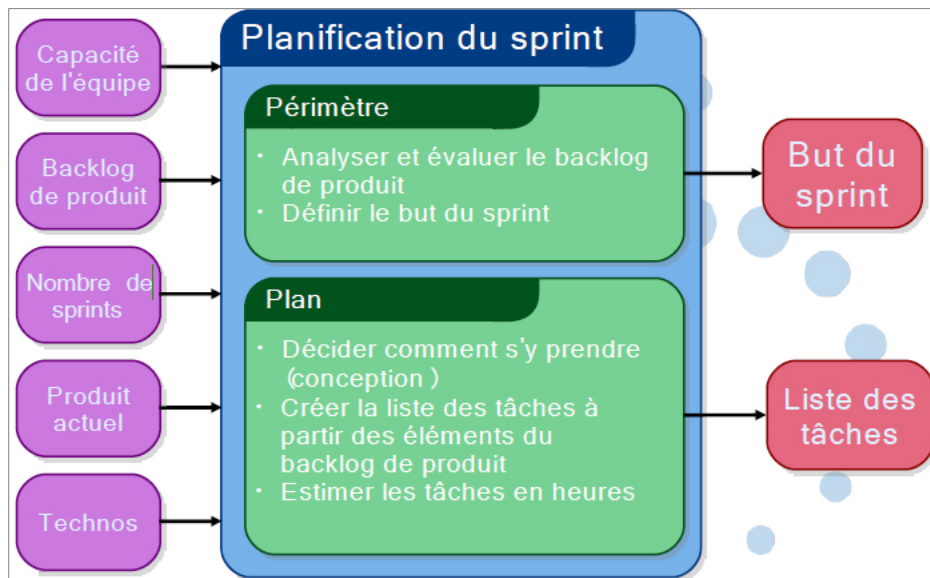 Planification du sprint
Capacité
de l'équipe
Backlog
de produit
Nombre de
sprints
Produit
actuel
Technos
Périmètre
· Analyser et évaluer le backlog
de produit
· Définir le but du sprint
Plan
· Décider comment s'y prendre
(conception )
· Créer la liste des tâches à
partir des éléments du
backlog de produit
· Estimer les tâches en heures
But du
sprint
Liste des
tâches